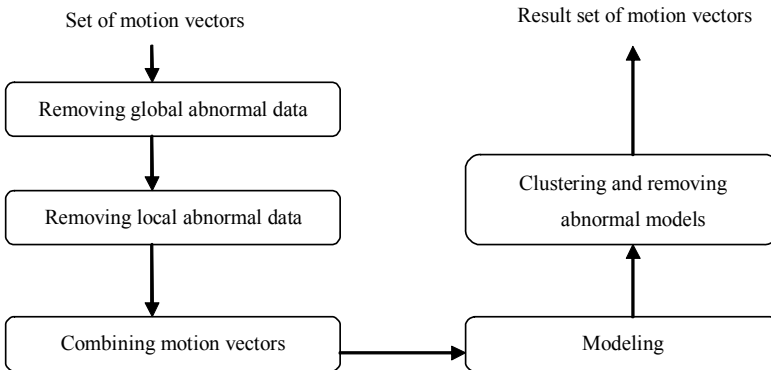 Set of motion vectors
Removing global abnormal data
Removing local abnormal data
Combining motion vectors
Modeling
Clustering and removing
abnormal models
Result set of motion vectors